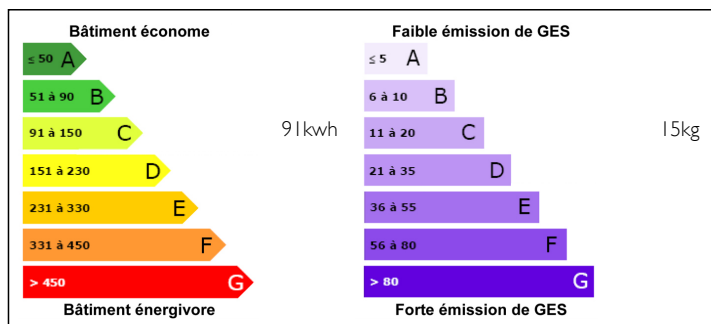 Bâtiment économe
≤ 50 A
51 à 90 B
91 à 150 C
151 à 230 D
231 à 330 E
331 à 450 F
> 450 G
Bâtiment énergivore
91kwh
Faible émission de GES
≤ 5 A
6 à 10 B
11 à 20 C
21 à 35 D
36 à 55 E
56 à 80 F
> 80 G
Forte émission de GES
15kg